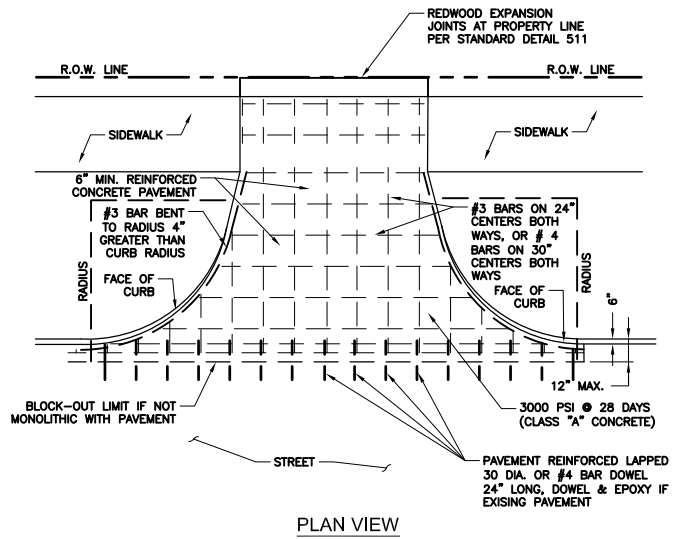 REDWOOD EXPANSION
JOINTS AT PROPERTY LINE
PER STANDARD DETAIL 511
R.O.W. LINE
R.O.W. LINE
SIDEWALK
SIDEWALK
6" MIN. REINFORCED
CONCRETE PAVEMENT
#3 BAR BENT
TO RADIUS 4"
GREATER THAN
CURB RADIUS
#3 BARS ON 24"
CENTERS BOTH
WAYS, OR # 4
BARS ON 30"
CENTERS BOTH
WAYS
RADIUS
FACE OF
CURB
FACE OF
CURB
RADIUS
6"
12" MAX.
BLOCK-OUT LIMIT IF NOT
MONOLITHIC WITH PAVEMENT
3000 PSI @ 28 DAYS
(CLASS "A" CONCRETE)
STREET
PAVEMENT REINFORCED LAPPED
30 DIA. OR #4 BAR DOWEL
24" LONG, DOWEL & EPOXY IF
EXISING PAVEMENT
PLAN VIEW